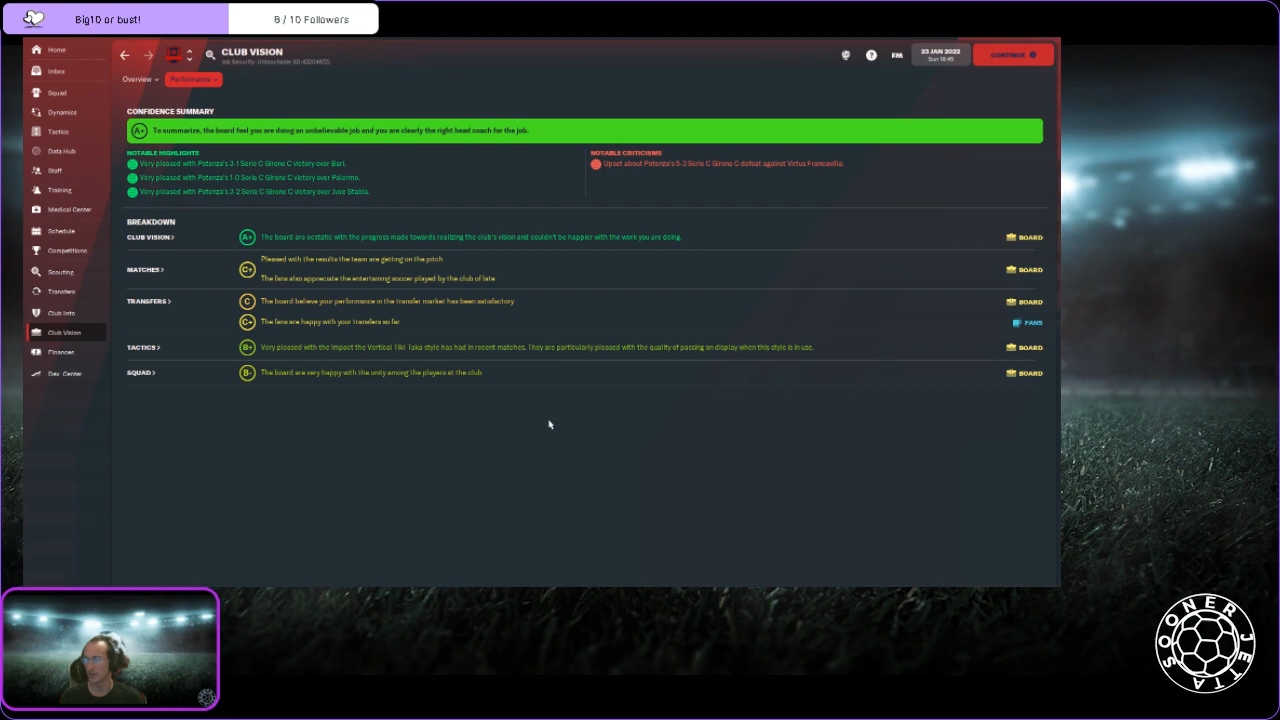 Big10 or bust!
6 / 10 Followers
Home
Inbox
Squad
Dynamics
Tactics
Data Hub
Staff
Training
Medical Center
Schedule
Competitions
Scouting
Transfers
Club Info
Club Vision
Finances
Dev. Center
CLUB VISION
Job Security: Untouchable
FM
23 JAN 2022
Sun 18:45
CONTINUE
Overview
Performance
CONFIDENCE SUMMARY
A+ To summarize, the board feel you are doing an unbelievable job and you are clearly the right head coach for the job.
NOTABLE HIGHLIGHTS
Very pleased with Potenza's 3-1 Serie C Girone C victory over Bari.
Very pleased with Potenza's 1-0 Serie C Girone C victory over Palermo.
Very pleased with Potenza's 3-2 Serie C Girone C victory over Juve Stabia.
NOTABLE CRITICISMS
Upset about Potenza's 5-3 Serie C Girone C defeat against Virtus Francavilla.
BREAKDOWN
CLUB VISION > A+ The board are ecstatic with the progress made towards realizing the club's vision and couldn't be happier with the work you are doing. BOARD
Pleased with the results the team are getting on the pitch
MATCHES > C+ BOARD
The fans also appreciate the entertaining soccer played by the club of late
TRANSFERS > C The board believe your performance in the transfer market has been satisfactory. BOARD
C+ The fans are happy with your transfers so far FANS
TACTICS > B+ Very pleased with the impact the Vertical Tiki-Taka style has had in recent matches. They are particularly pleased with the quality of passing on display when this style is in use. BOARD
SQUAD > B- The board are very happy with the unity among the players at the club. BOARD
SOONER JETTAS